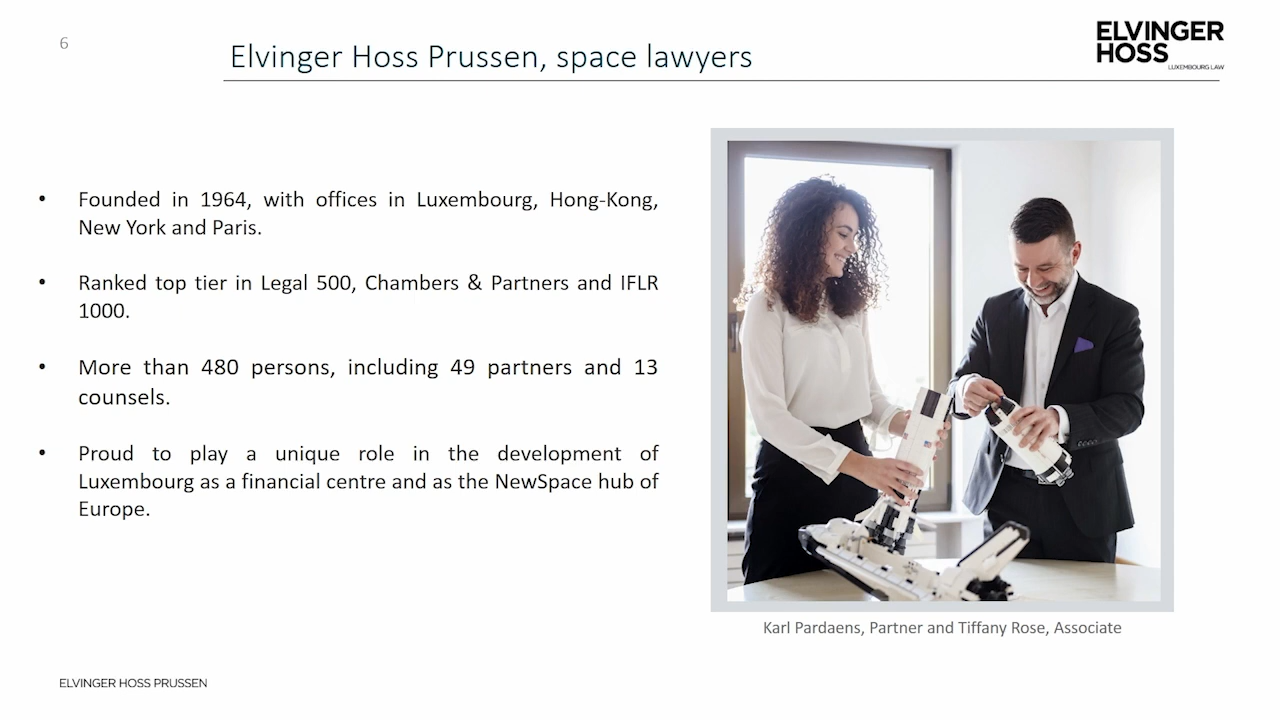 6
Elvinger Hoss Prussen, space lawyers
ELVINGER
HOSS
LUXEMBOURG LAW
• Founded in 1964, with offices in Luxembourg, Hong-Kong,
New York and Paris.
• Ranked top tier in Legal 500, Chambers & Partners and IFLR
1000.
• More than 480 persons, including 49 partners and 13
counsels.
• Proud to play a unique role in the development of
Luxembourg as a financial centre and as the NewSpace hub of
Europe.
Karl Pardaens, Partner and Tiffany Rose, Associate
ELVINGER HOSS PRUSSEN